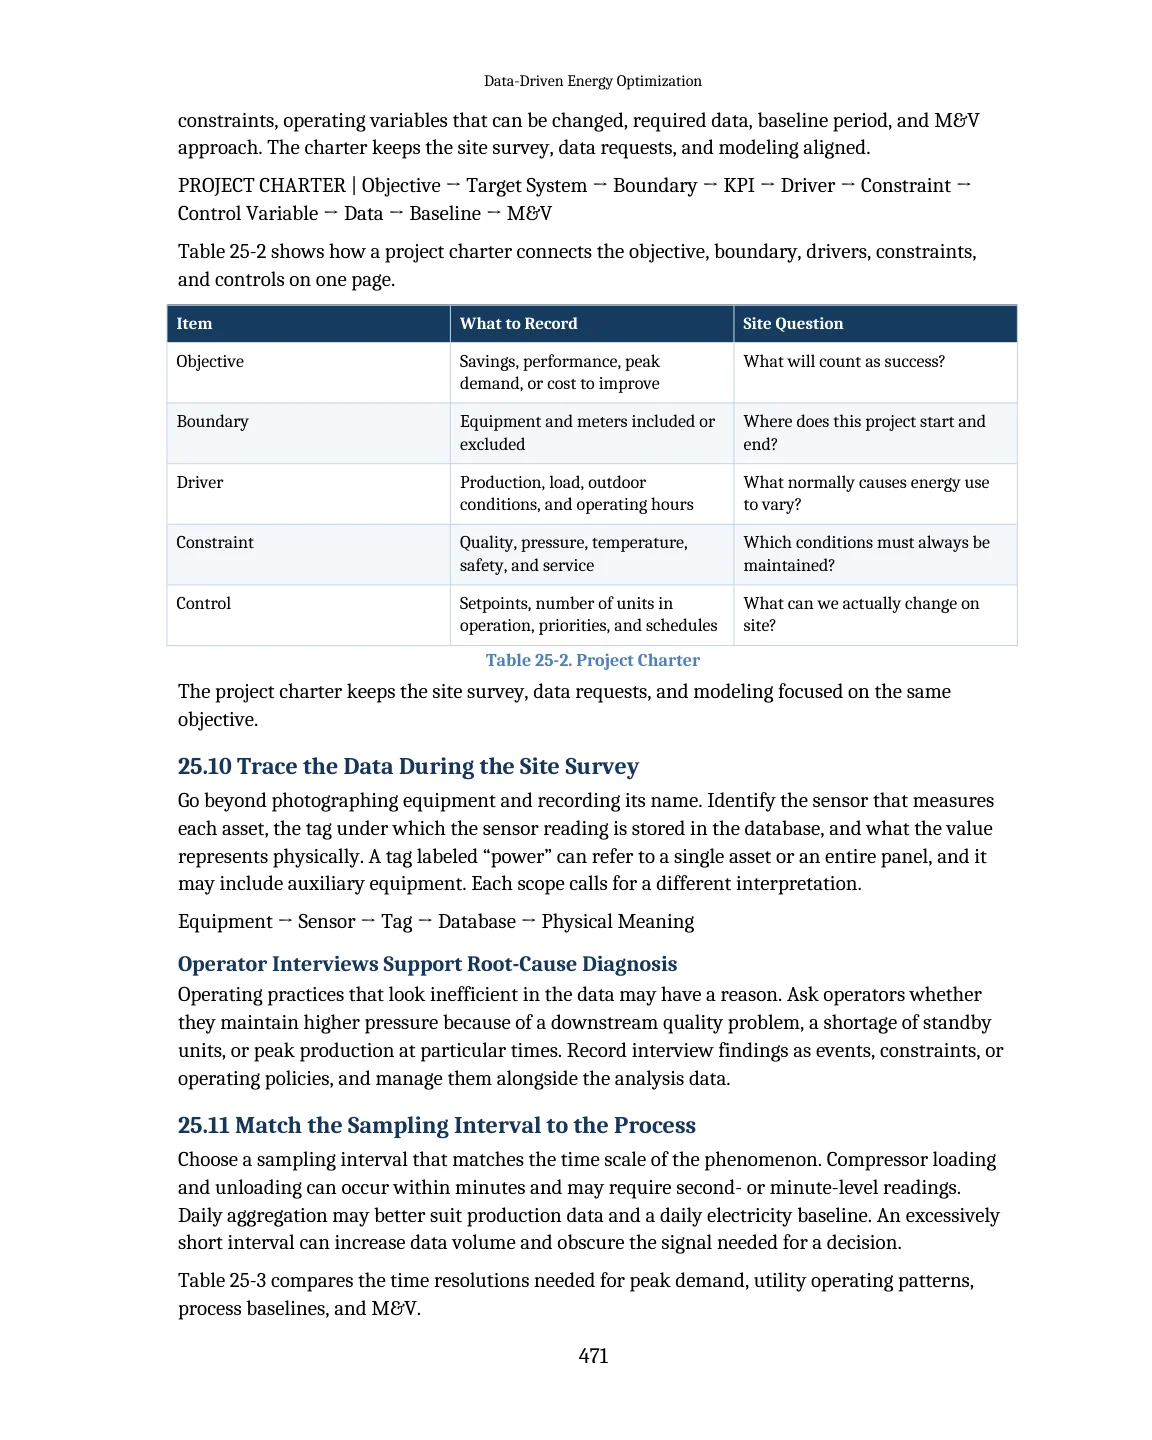 Data-Driven Energy Optimization
constraints, operating variables that can be changed, required data, baseline period, and M&V
approach. The charter keeps the site survey, data requests, and modeling aligned.
PROJECT CHARTER | Objective → Target System → Boundary → KPI → Driver → Constraint →
Control Variable → Data → Baseline → M&V
Table 25-2 shows how a project charter connects the objective, boundary, drivers, constraints,
and controls on one page.
Item What to Record Site Question
Objective Savings, performance, peak What will count as success?
demand, or cost to improve
Boundary Equipment and meters included or Where does this project start and
excluded end?
Driver Production, load, outdoor What normally causes energy use
conditions, and operating hours to vary?
Constraint Quality, pressure, temperature, Which conditions must always be
safety, and service maintained?
Control Setpoints, number of units in What can we actually change on
operation, priorities, and schedules site?
Table 25-2. Project Charter
The project charter keeps the site survey, data requests, and modeling focused on the same
objective.
25.10 Trace the Data During the Site Survey
Go beyond photographing equipment and recording its name. Identify the sensor that measures
each asset, the tag under which the sensor reading is stored in the database, and what the value
represents physically. A tag labeled “power” can refer to a single asset or an entire panel, and it
may include auxiliary equipment. Each scope calls for a different interpretation.
Equipment → Sensor → Tag → Database → Physical Meaning
Operator Interviews Support Root-Cause Diagnosis
Operating practices that look inefficient in the data may have a reason. Ask operators whether
they maintain higher pressure because of a downstream quality problem, a shortage of standby
units, or peak production at particular times. Record interview findings as events, constraints, or
operating policies, and manage them alongside the analysis data.
25.11 Match the Sampling Interval to the Process
Choose a sampling interval that matches the time scale of the phenomenon. Compressor loading
and unloading can occur within minutes and may require second- or minute-level readings.
Daily aggregation may better suit production data and a daily electricity baseline. An excessively
short interval can increase data volume and obscure the signal needed for a decision.
Table 25-3 compares the time resolutions needed for peak demand, utility operating patterns,
process baselines, and M&V.
471